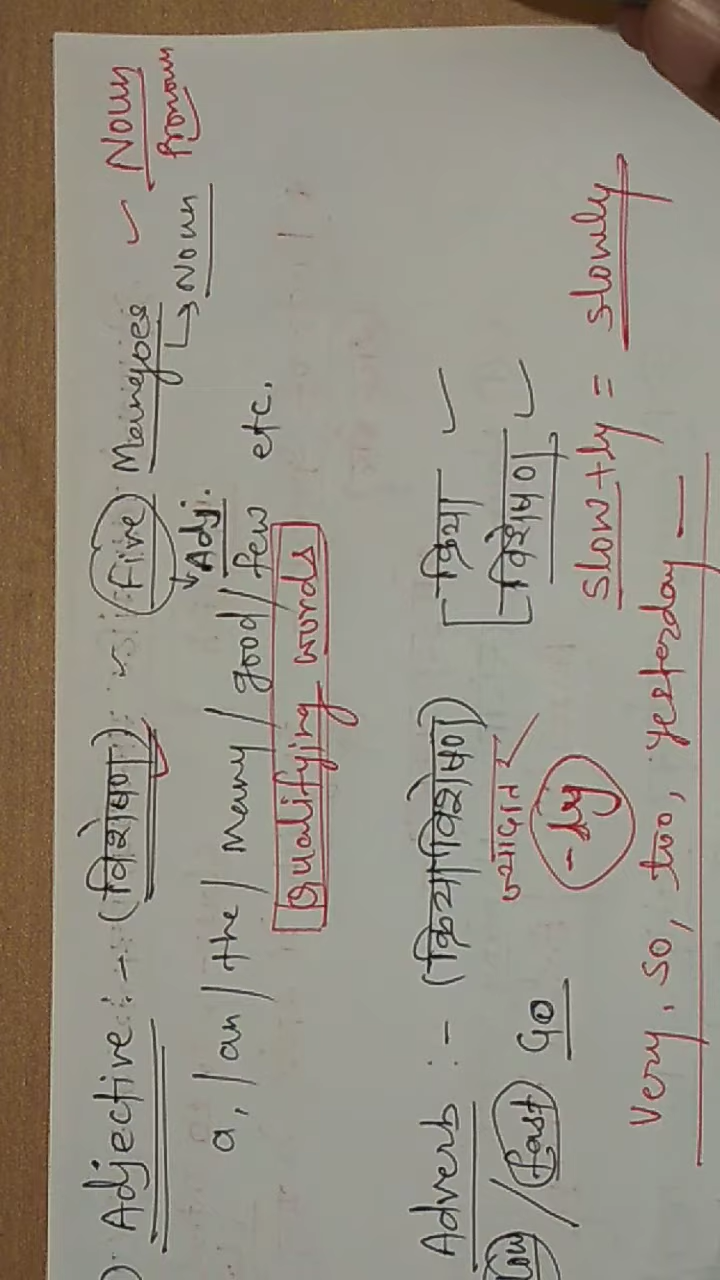 ) Adjective :- (विशेषण) Five Mangoes Noun
Pronoun
Adj. Noun
a, / an / the / many / good / few etc.
Qualifying words
Adverb :- (क्रियाविशेषण) [क्रिया
विशेषण
/ fast Go
-ly slow + ly = slowly
Very, so, too, yesterday —